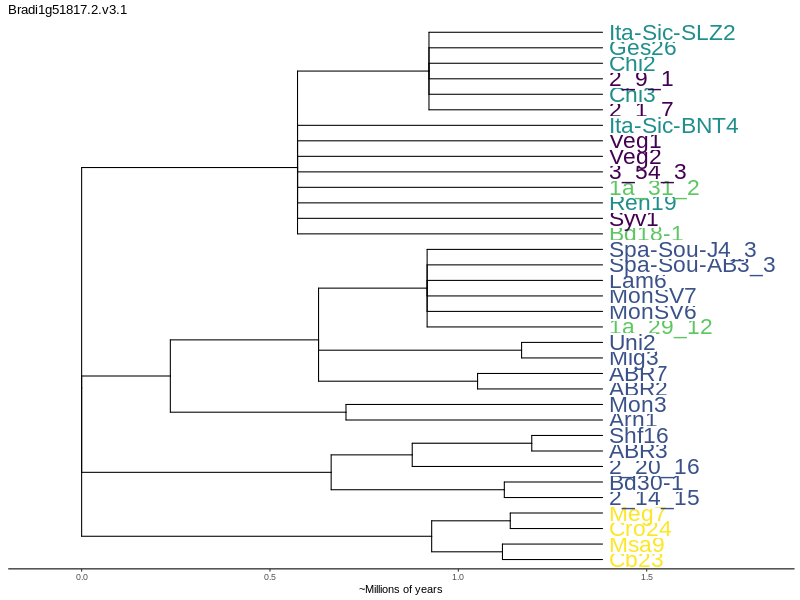 Bradi1g51817.2.v3.1
Ita-Sic-SLZ2
Ges26
Chi2
2_9_1
Chi3
2_1_7
Ita-Sic-BNT4
Veg1
Veg2
3_54_3
1a_31_2
Ren19
Syv1
Bd18-1
Spa-Sou-J4_3
Spa-Sou-AB3_3
Lam6
MonSV7
MonSV6
1a_29_12
Uni2
Mig3
ABR7
ABR2
Mon3
Arn1
Shf16
ABR3
2_20_16
Bd30-1
2_14_15
Meg7
Cro24
Msa9
Cb23
0.0 0.5 1.0 1.5
~Millions of years